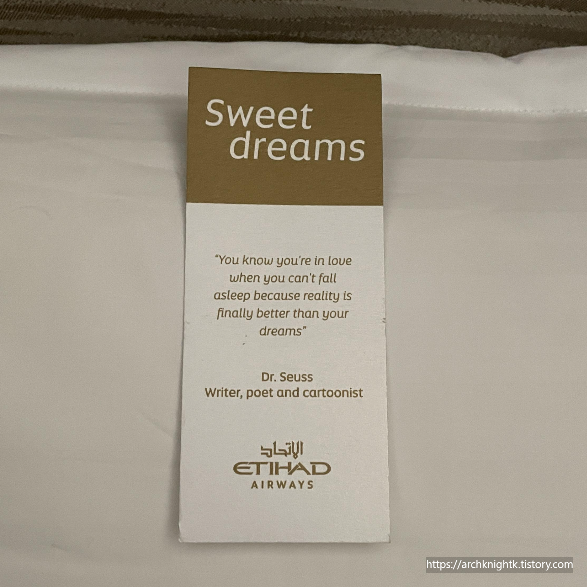 Sweet
dreams
"You know you're in love
when you can't fall
asleep because reality is
finally better than your
dreams"
Dr. Seuss
Writer, poet and cartoonist
الإتحاد
ETIHAD
AIRWAYS
https://archknightk.tistory.com